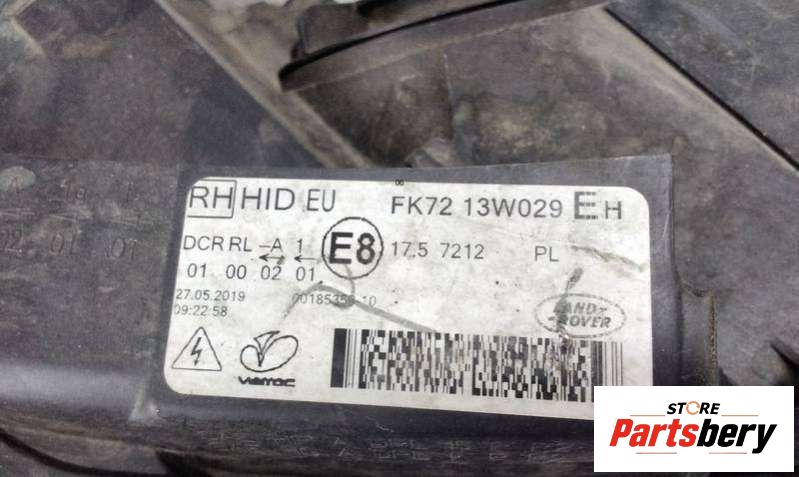 RH HID EU FK72 13W029 E H
DCR RL -A 1 E8 17.5 7212 PL
01 00 02 01
27.05.2019
09:22:58
LAND-
ROVER
VISMOC
STORE
Partsbery